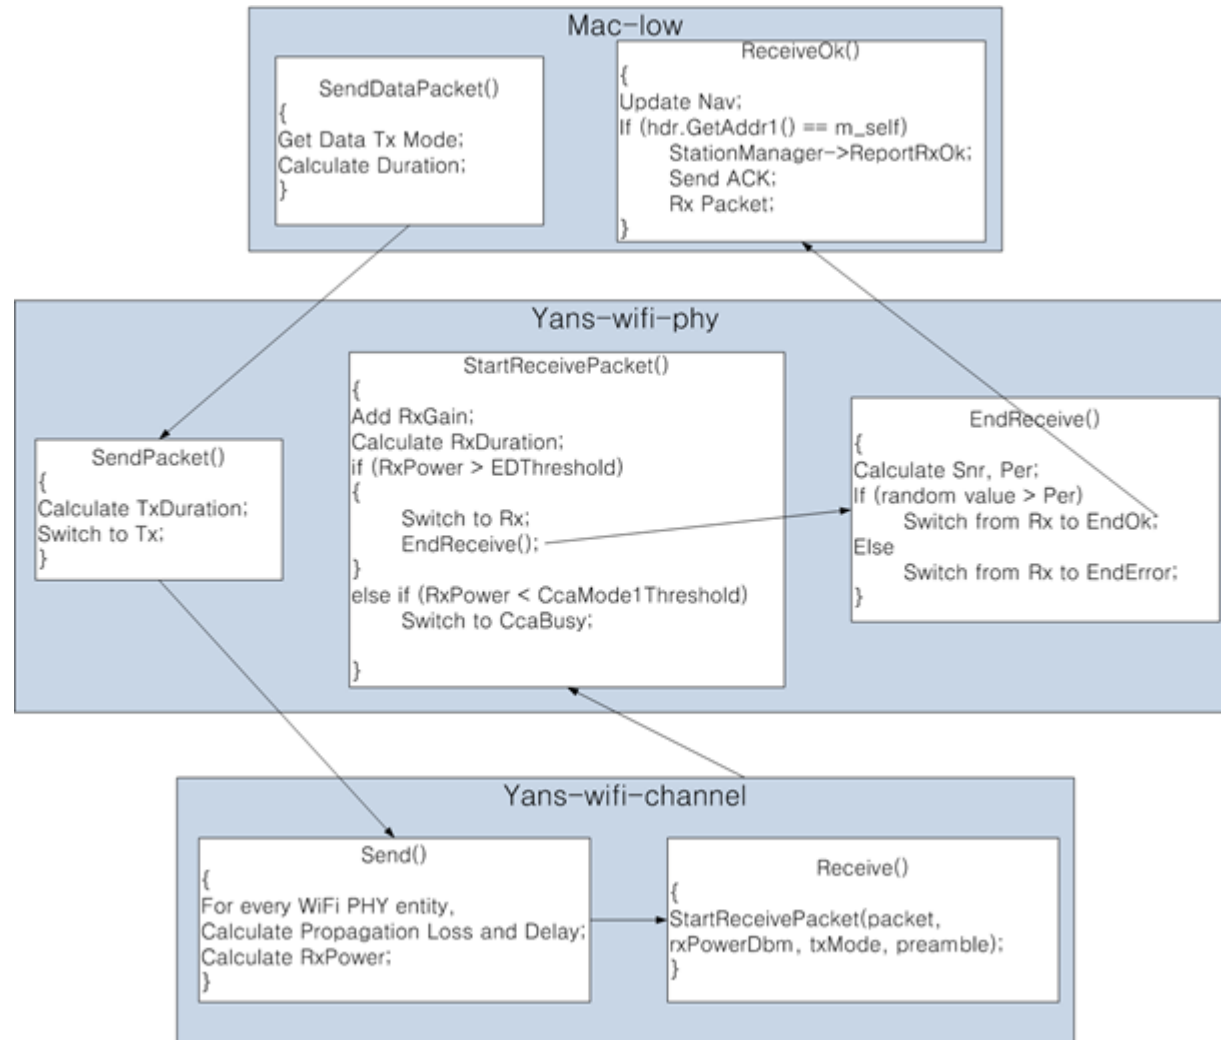 Mac-low
SendDataPacket()
{
Get Data Tx Mode;
Calculate Duration;
}
ReceiveOk()
{
Update Nav;
If (hdr.GetAddr1() == m_self)
StationManager->ReportRxOk;
Send ACK;
Rx Packet;
}
Yans-wifi-phy
SendPacket()
{
Calculate TxDuration;
Switch to Tx;
}
StartReceivePacket()
{
Add RxGain;
Calculate RxDuration;
if (RxPower > EDThreshold)
{
Switch to Rx;
EndReceive();
}
else if (RxPower < CcaMode1Threshold)
Switch to CcaBusy;
}
EndReceive()
{
Calculate Snr, Per;
If (random value > Per)
Switch from Rx to EndOk;
Else
Switch from Rx to EndError;
}
Yans-wifi-channel
Send()
{
For every WiFi PHY entity,
Calculate Propagation Loss and Delay;
Calculate RxPower;
}
Receive()
{
StartReceivePacket(packet,
rxPowerDbm, txMode, preamble);
}